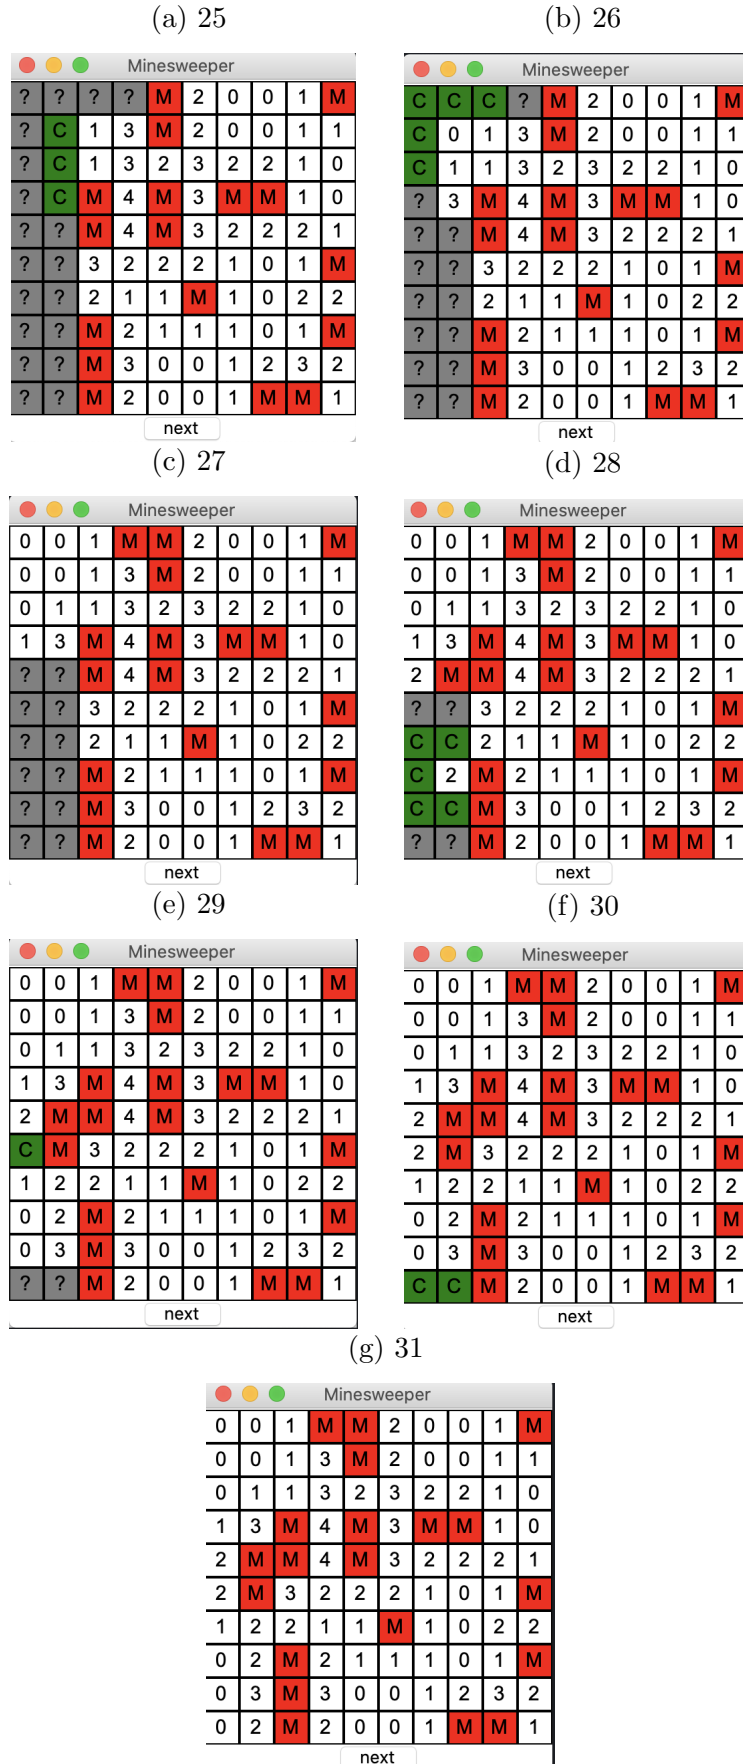 (a) 25
Minesweeper
? ? ? ? M 2 0 0 1 M
? C 1 3 M 2 0 0 1 1
? C 1 3 2 3 2 2 1 0
? C M 4 M 3 M M 1 0
? ? M 4 M 3 2 2 2 1
? ? 3 2 2 2 1 0 1 M
? ? 2 1 1 M 1 0 2 2
? ? M 2 1 1 1 0 1 M
? ? M 3 0 0 1 2 3 2
? ? M 2 0 0 1 M M 1
next
(b) 26
Minesweeper
C C C ? M 2 0 0 1 M
C 0 1 3 M 2 0 0 1 1
C 1 1 3 2 3 2 2 1 0
? 3 M 4 M 3 M M 1 0
? ? M 4 M 3 2 2 2 1
? ? 3 2 2 2 1 0 1 M
? ? 2 1 1 M 1 0 2 2
? ? M 2 1 1 1 0 1 M
? ? M 3 0 0 1 2 3 2
? ? M 2 0 0 1 M M 1
next
(c) 27
Minesweeper
0 0 1 M M 2 0 0 1 M
0 0 1 3 M 2 0 0 1 1
0 1 1 3 2 3 2 2 1 0
1 3 M 4 M 3 M M 1 0
? ? M 4 M 3 2 2 2 1
? ? 3 2 2 2 1 0 1 M
? ? 2 1 1 M 1 0 2 2
? ? M 2 1 1 1 0 1 M
? ? M 3 0 0 1 2 3 2
? ? M 2 0 0 1 M M 1
next
(d) 28
Minesweeper
0 0 1 M M 2 0 0 1 M
0 0 1 3 M 2 0 0 1 1
0 1 1 3 2 3 2 2 1 0
1 3 M 4 M 3 M M 1 0
2 M M 4 M 3 2 2 2 1
? ? 3 2 2 2 1 0 1 M
C C 2 1 1 M 1 0 2 2
C 2 M 2 1 1 1 0 1 M
C C M 3 0 0 1 2 3 2
? ? M 2 0 0 1 M M 1
next
(e) 29
Minesweeper
0 0 1 M M 2 0 0 1 M
0 0 1 3 M 2 0 0 1 1
0 1 1 3 2 3 2 2 1 0
1 3 M 4 M 3 M M 1 0
2 M M 4 M 3 2 2 2 1
C M 3 2 2 2 1 0 1 M
1 2 2 1 1 M 1 0 2 2
0 2 M 2 1 1 1 0 1 M
0 3 M 3 0 0 1 2 3 2
? ? M 2 0 0 1 M M 1
next
(f) 30
Minesweeper
0 0 1 M M 2 0 0 1 M
0 0 1 3 M 2 0 0 1 1
0 1 1 3 2 3 2 2 1 0
1 3 M 4 M 3 M M 1 0
2 M M 4 M 3 2 2 2 1
2 M 3 2 2 2 1 0 1 M
1 2 2 1 1 M 1 0 2 2
0 2 M 2 1 1 1 0 1 M
0 3 M 3 0 0 1 2 3 2
C C M 2 0 0 1 M M 1
next
(g) 31
Minesweeper
0 0 1 M M 2 0 0 1 M
0 0 1 3 M 2 0 0 1 1
0 1 1 3 2 3 2 2 1 0
1 3 M 4 M 3 M M 1 0
2 M M 4 M 3 2 2 2 1
2 M 3 2 2 2 1 0 1 M
1 2 2 1 1 M 1 0 2 2
0 2 M 2 1 1 1 0 1 M
0 3 M 3 0 0 1 2 3 2
0 2 M 2 0 0 1 M M 1
next